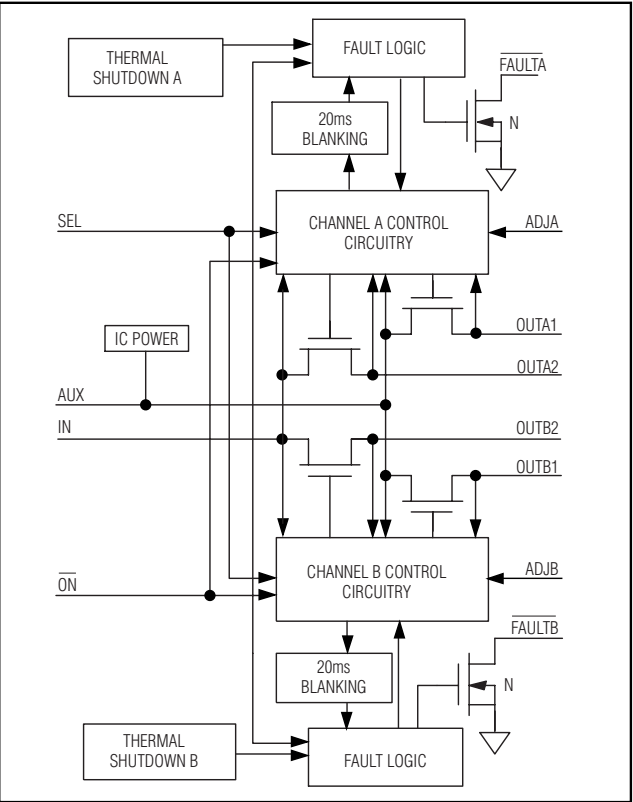 THERMAL
SHUTDOWN A
FAULT LOGIC
FAULTA
20ms
BLANKING
N
SEL
CHANNEL A CONTROL
CIRCUITRY
ADJA
IC POWER
OUTA1
OUTA2
AUX
IN
OUTB2
OUTB1
ON
CHANNEL B CONTROL
CIRCUITRY
ADJB
FAULTB
20ms
BLANKING
N
THERMAL
SHUTDOWN B
FAULT LOGIC